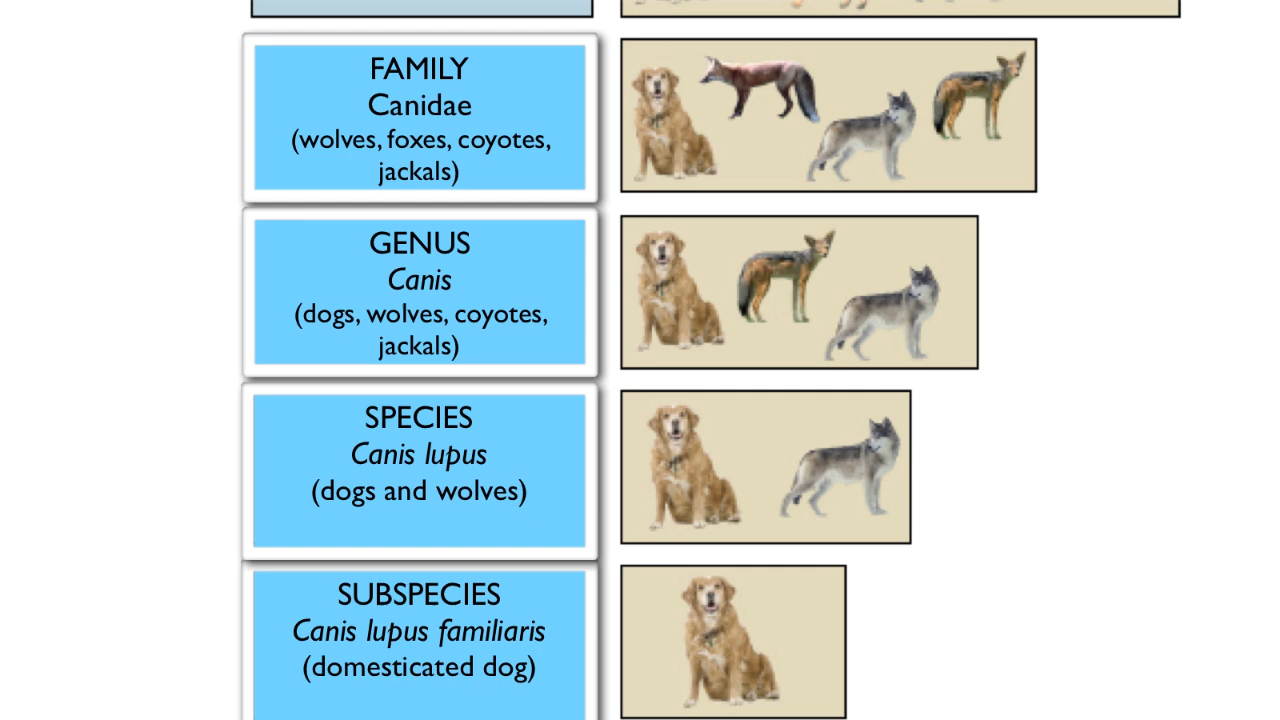 FAMILY
Canidae
(wolves, foxes, coyotes,
jackals)
GENUS
Canis
(dogs, wolves, coyotes,
jackals)
SPECIES
Canis lupus
(dogs and wolves)
SUBSPECIES
Canis lupus familiaris
(domesticated dog)